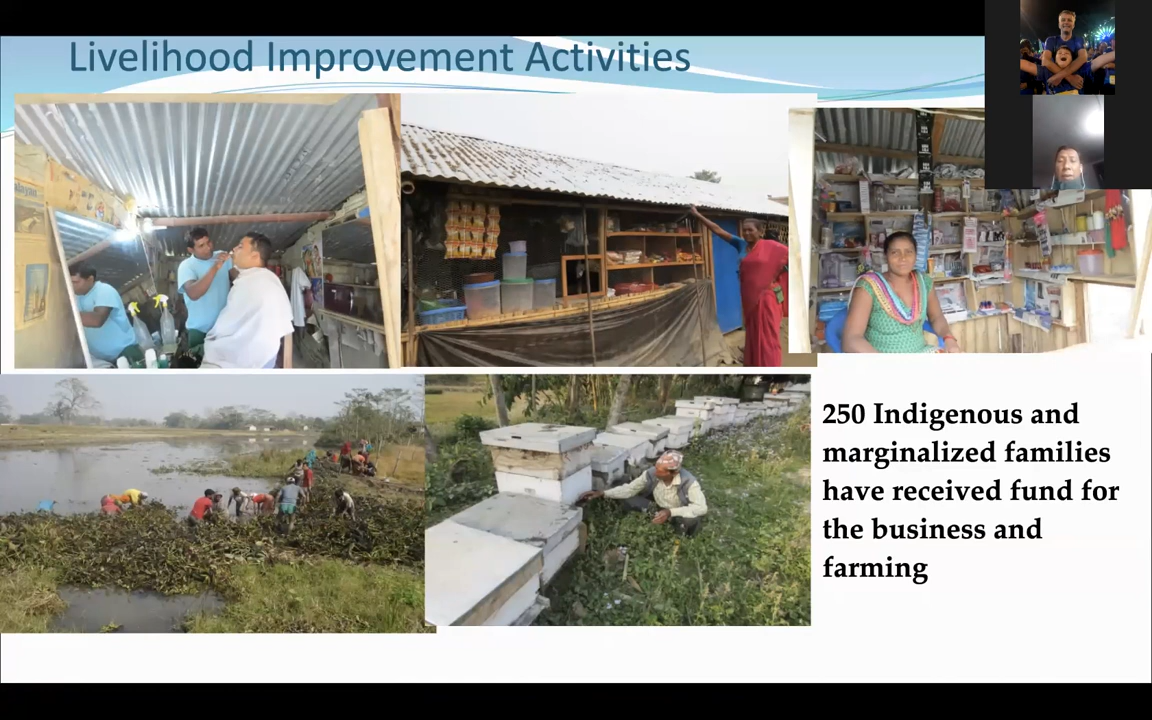 Livelihood Improvement Activities
250 Indigenous and
marginalized families
have received fund for
the business and
farming